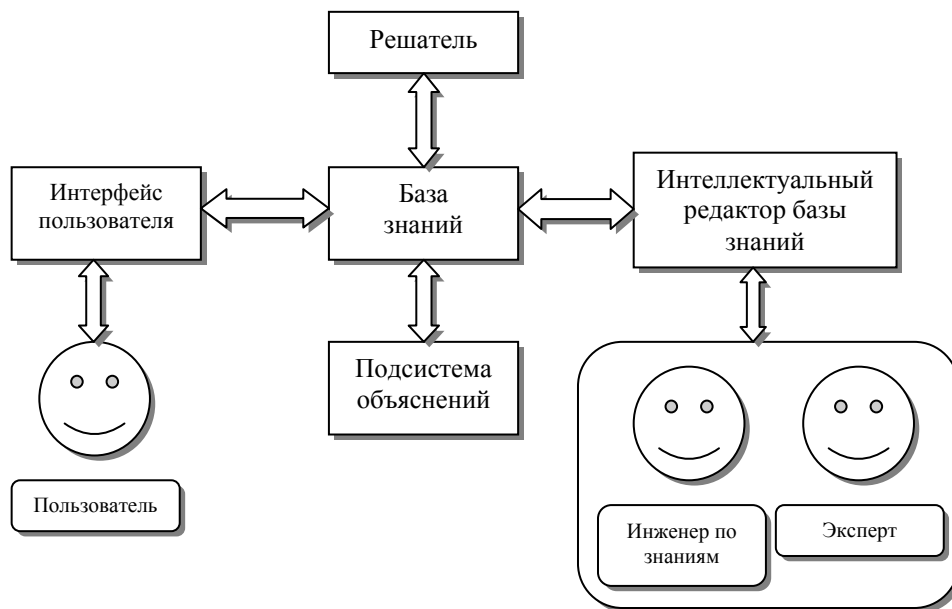 Решатель
Интерфейс
пользователя
База
знаний
Интеллектуальный
редактор базы
знаний
Подсистема
объяснений
Пользователь
Инженер по
знаниям
Эксперт